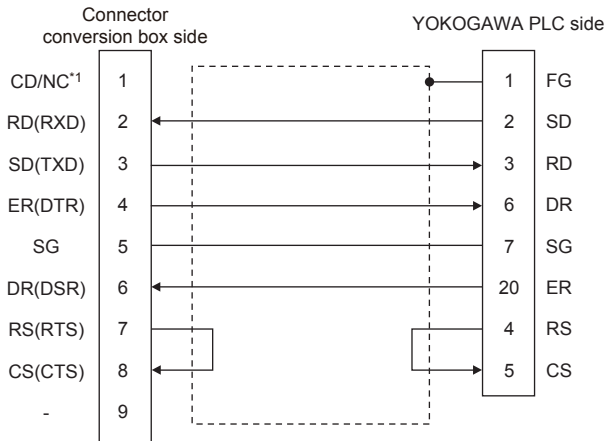 Connector
conversion box side
YOKOGAWA PLC side
CD/NC*1 1 1 FG
RD(RXD) 2 2 SD
SD(TXD) 3 3 RD
ER(DTR) 4 6 DR
SG 5 7 SG
DR(DSR) 6 20 ER
RS(RTS) 7 4 RS
CS(CTS) 8 5 CS
- 9